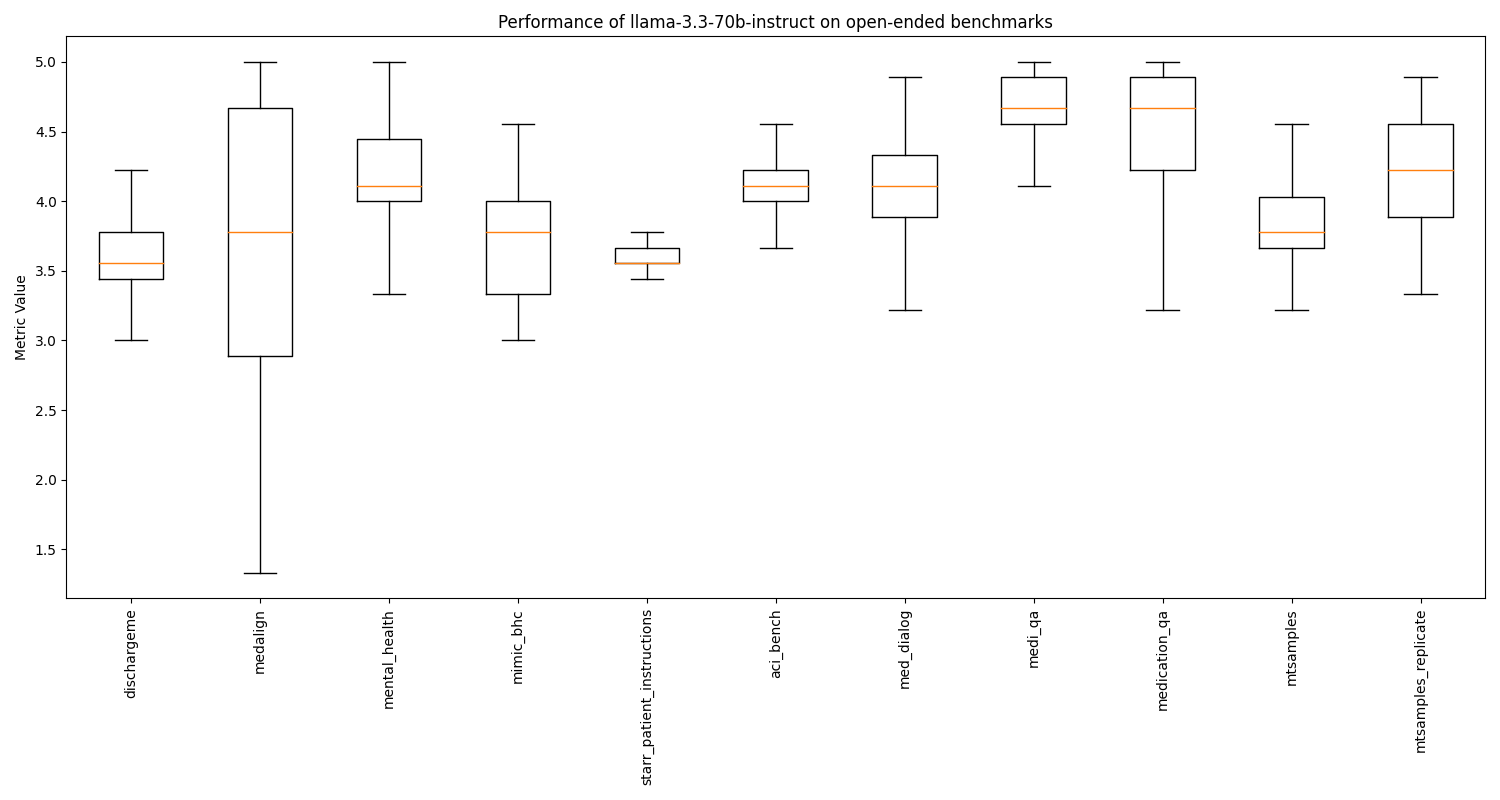 Performance of llama-3.3-70b-instruct on open-ended benchmarks
Metric Value
5.0
4.5
4.0
3.5
3.0
2.5
2.0
1.5
dischargeme
medalign
mental_health
mimic_bhc
starr_patient_instructions
aci_bench
med_dialog
medi_qa
medication_qa
mtsamples
mtsamples_replicate